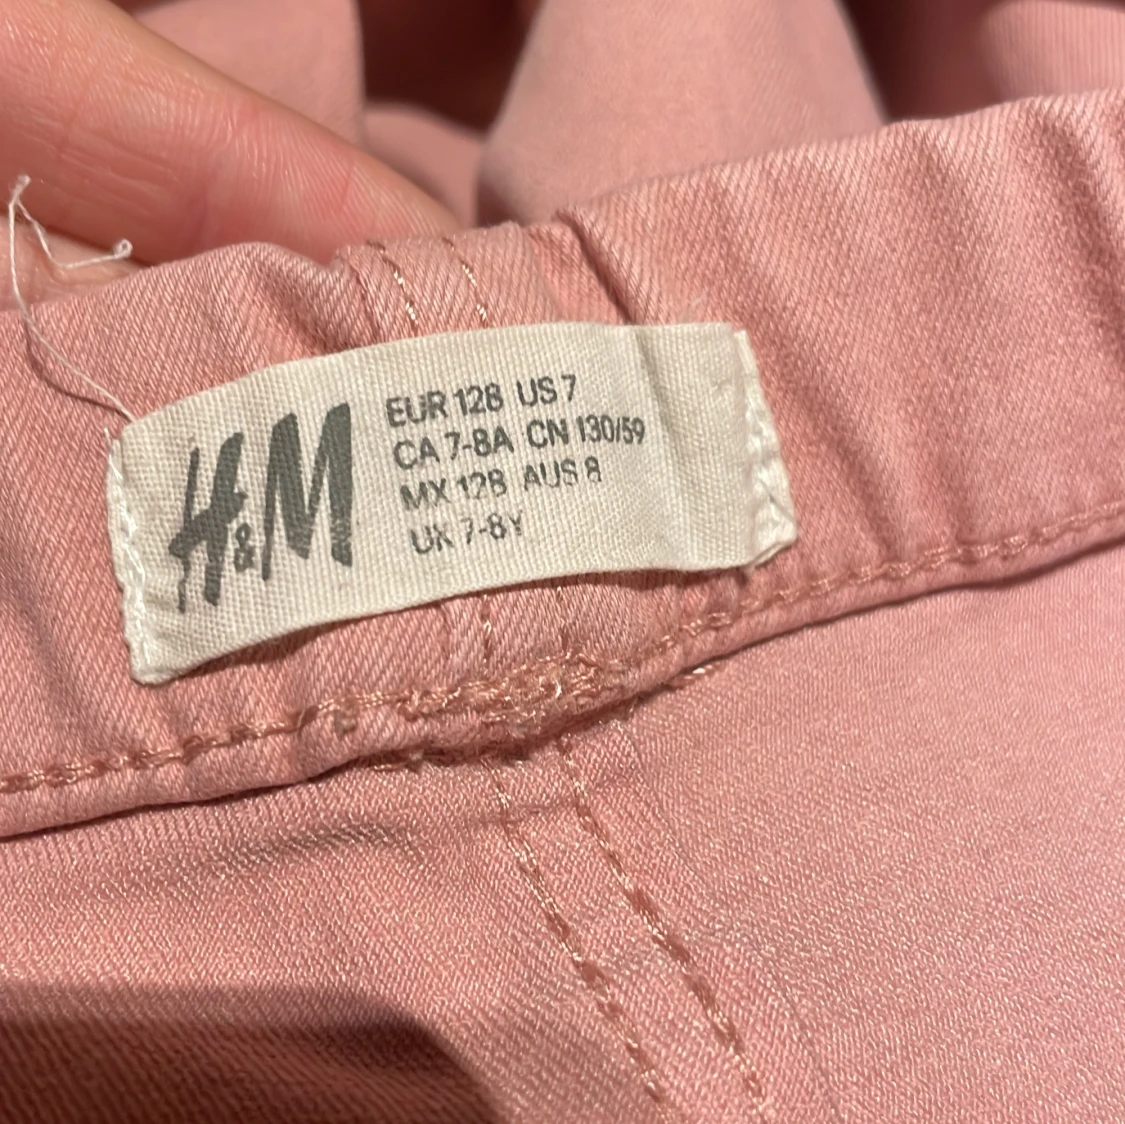 H&M
EUR 128 US 7
CA 7-8A CN 130/59
MX 128 AUS 8
UK 7-8Y